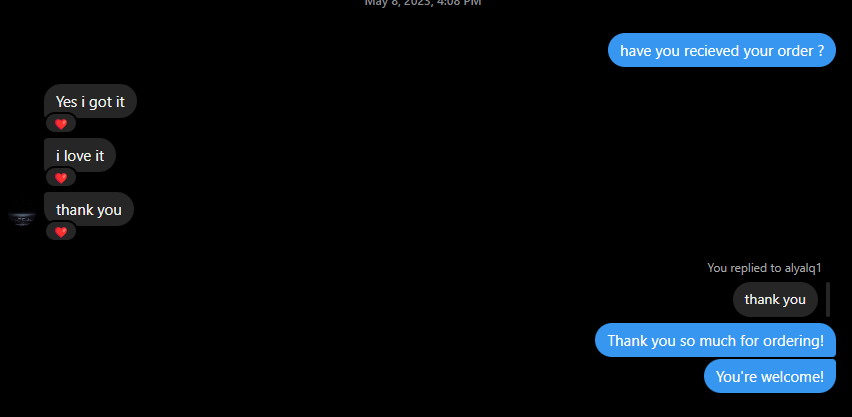 May 8, 2023, 4:08 PM
have you recieved your order ?
Yes i got it
i love it
thank you
You replied to alyalq1
thank you
Thank you so much for ordering!
You're welcome!